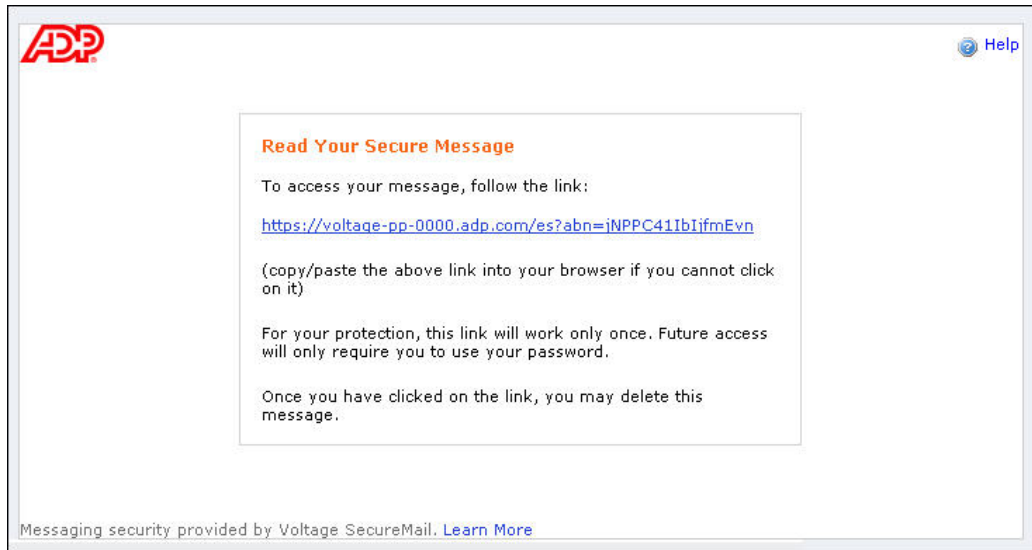 ADP
Help
Read Your Secure Message
To access your message, follow the link:
https://voltage-pp-0000.adp.com/es?abn=jNPPC41IbIjfmEvn
(copy/paste the above link into your browser if you cannot click
on it)
For your protection, this link will work only once. Future access
will only require you to use your password.
Once you have clicked on the link, you may delete this
message.
Messaging security provided by Voltage SecureMail. Learn More